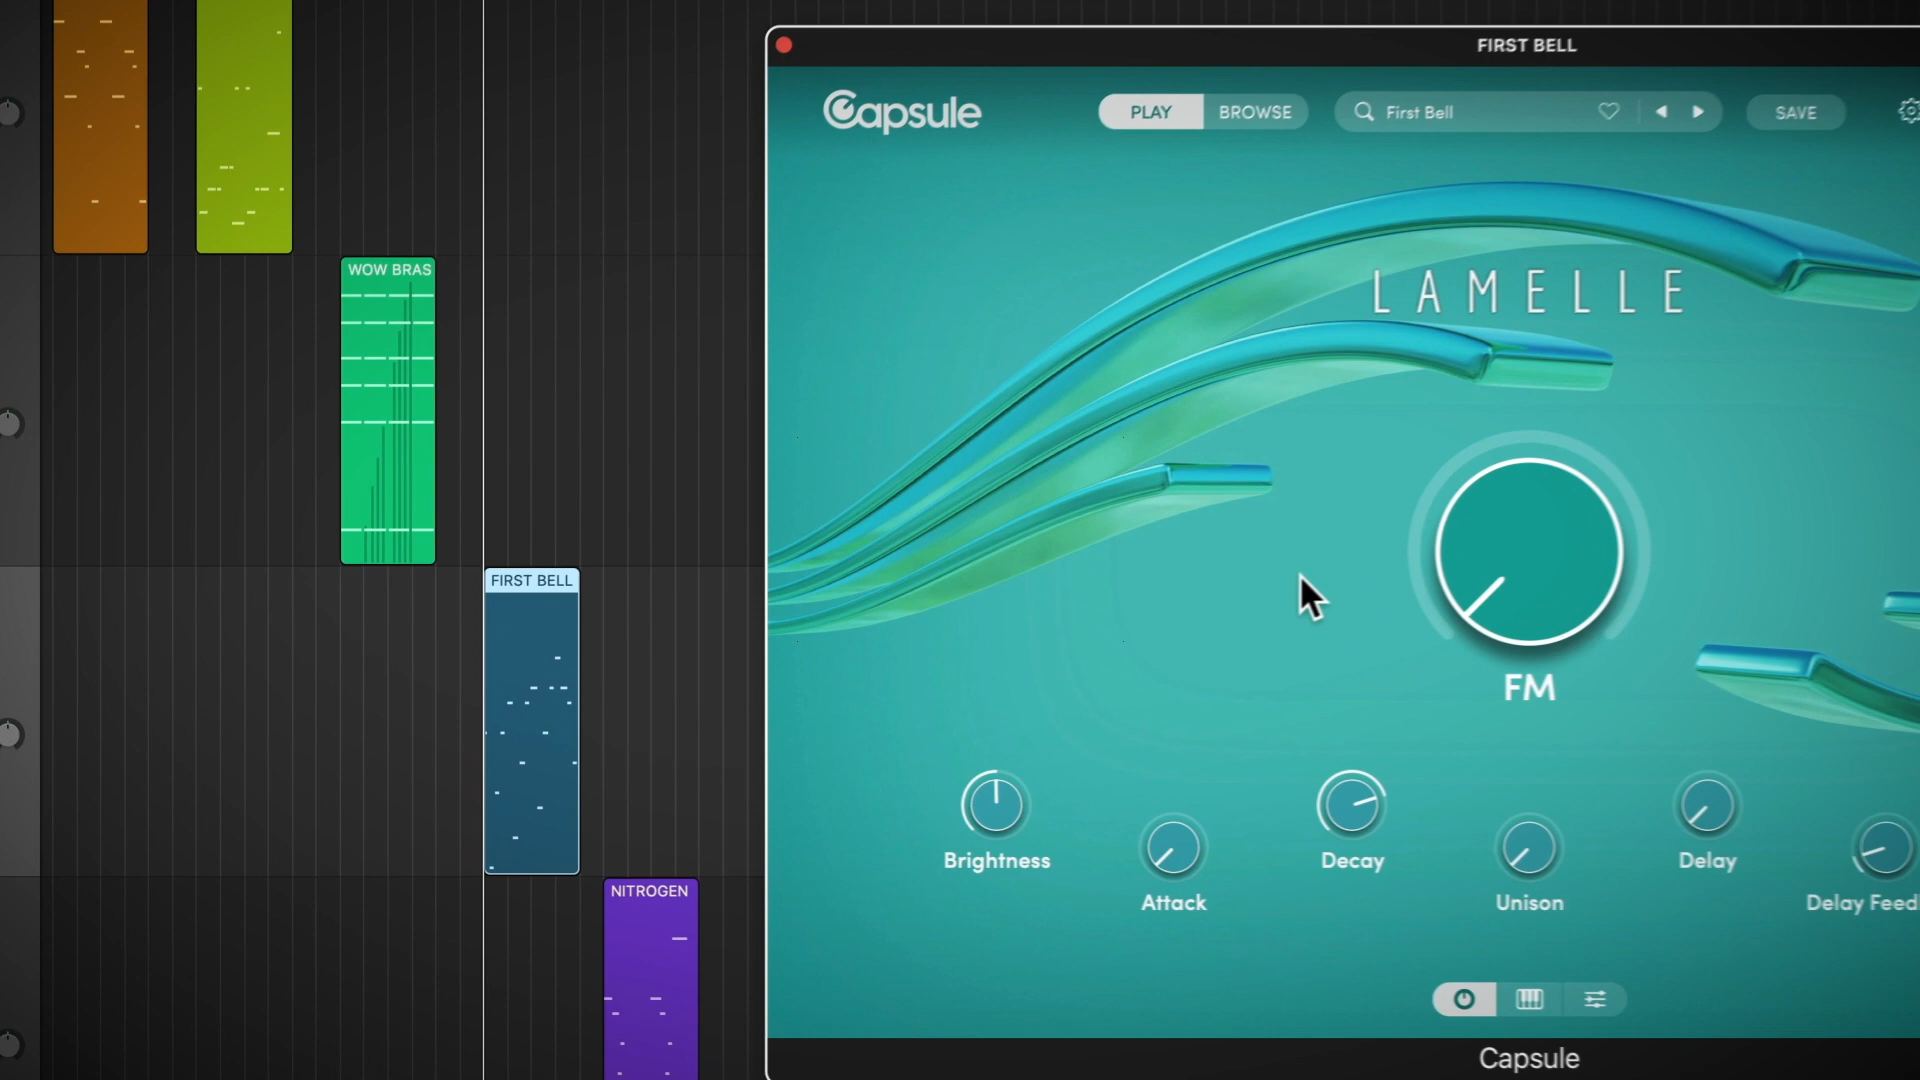 FIRST BELL
Capsule
PLAY
BROWSE
First Bell
SAVE
LAMELLE
WOW BRAS
FIRST BELL
FM
Brightness
Attack
Decay
Unison
Delay
Delay Feed
NITROGEN
Capsule